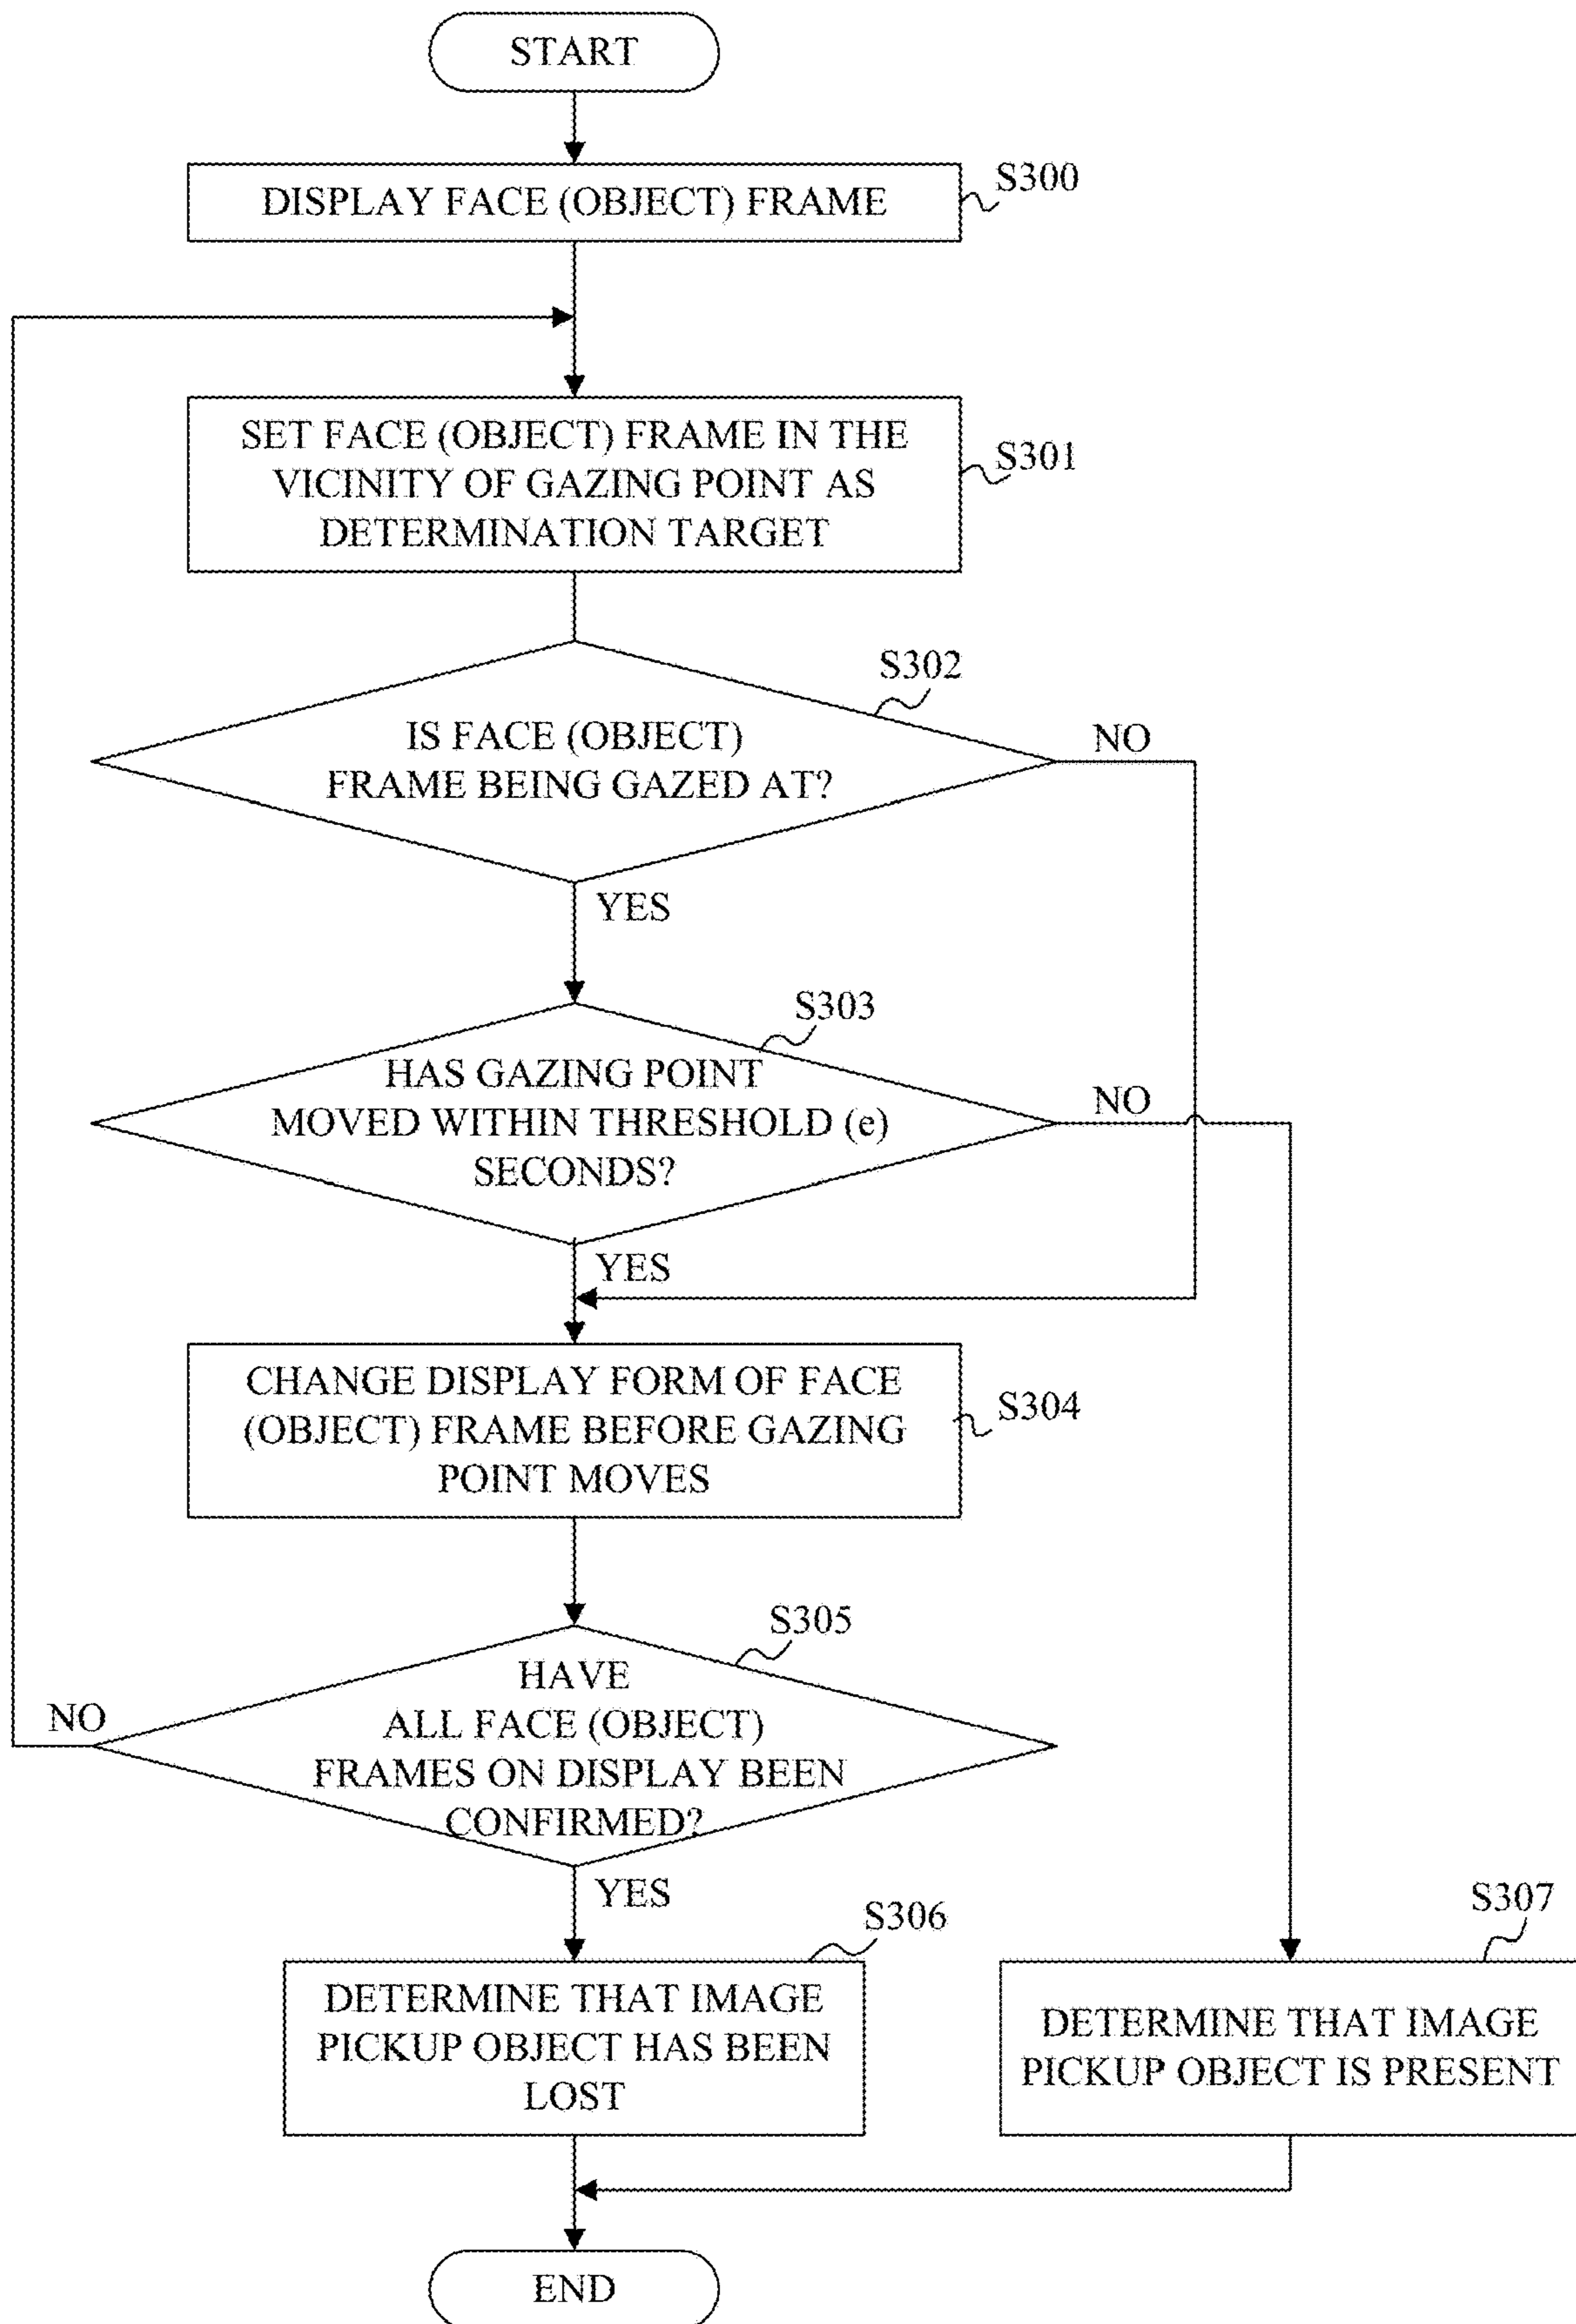 START
DISPLAY FACE (OBJECT) FRAME
S300
SET FACE (OBJECT) FRAME IN THE
VICINITY OF GAZING POINT AS
DETERMINATION TARGET
S301
S302
IS FACE (OBJECT)
FRAME BEING GAZED AT?
NO
YES
S303
HAS GAZING POINT
MOVED WITHIN THRESHOLD (e)
SECONDS?
NO
YES
CHANGE DISPLAY FORM OF FACE
(OBJECT) FRAME BEFORE GAZING
POINT MOVES
S304
S305
HAVE
ALL FACE (OBJECT)
FRAMES ON DISPLAY BEEN
CONFIRMED?
NO
YES
S306
DETERMINE THAT IMAGE
PICKUP OBJECT HAS BEEN
LOST
S307
DETERMINE THAT IMAGE
PICKUP OBJECT IS PRESENT
END